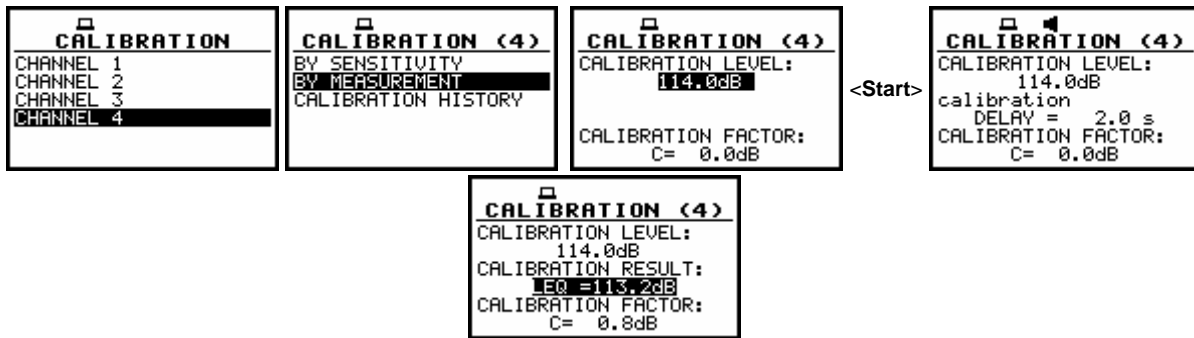 CALIBRATION
CHANNEL 1
CHANNEL 2
CHANNEL 3
CHANNEL 4
CALIBRATION (4)
BY SENSITIVITY
BY MEASUREMENT
CALIBRATION HISTORY
CALIBRATION (4)
CALIBRATION LEVEL:
114.0dB
CALIBRATION FACTOR:
C= 0.0dB
<Start>
CALIBRATION (4)
CALIBRATION LEVEL:
114.0dB
calibration
DELAY = 2.0 s
CALIBRATION FACTOR:
C= 0.0dB
CALIBRATION (4)
CALIBRATION LEVEL:
114.0dB
CALIBRATION RESULT:
LEQ =113.2dB
CALIBRATION FACTOR:
C= 0.8dB